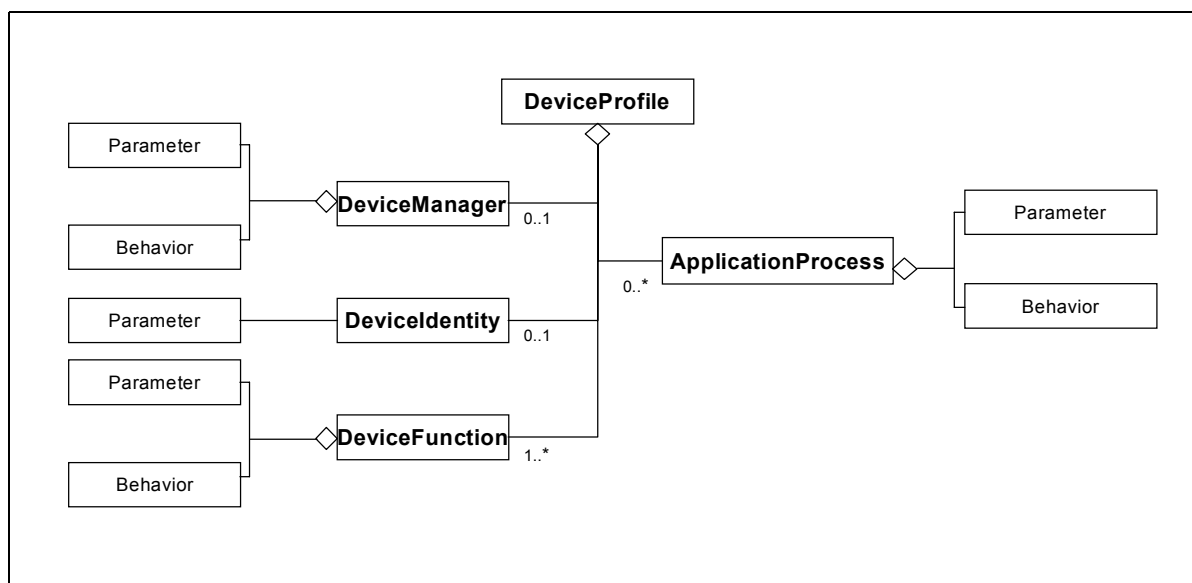 DeviceProfile
Parameter
DeviceManager
0..1
Behavior
Parameter
DeviceIdentity
0..1
Parameter
DeviceFunction
1..*
Behavior
ApplicationProcess
0..*
Parameter
Behavior